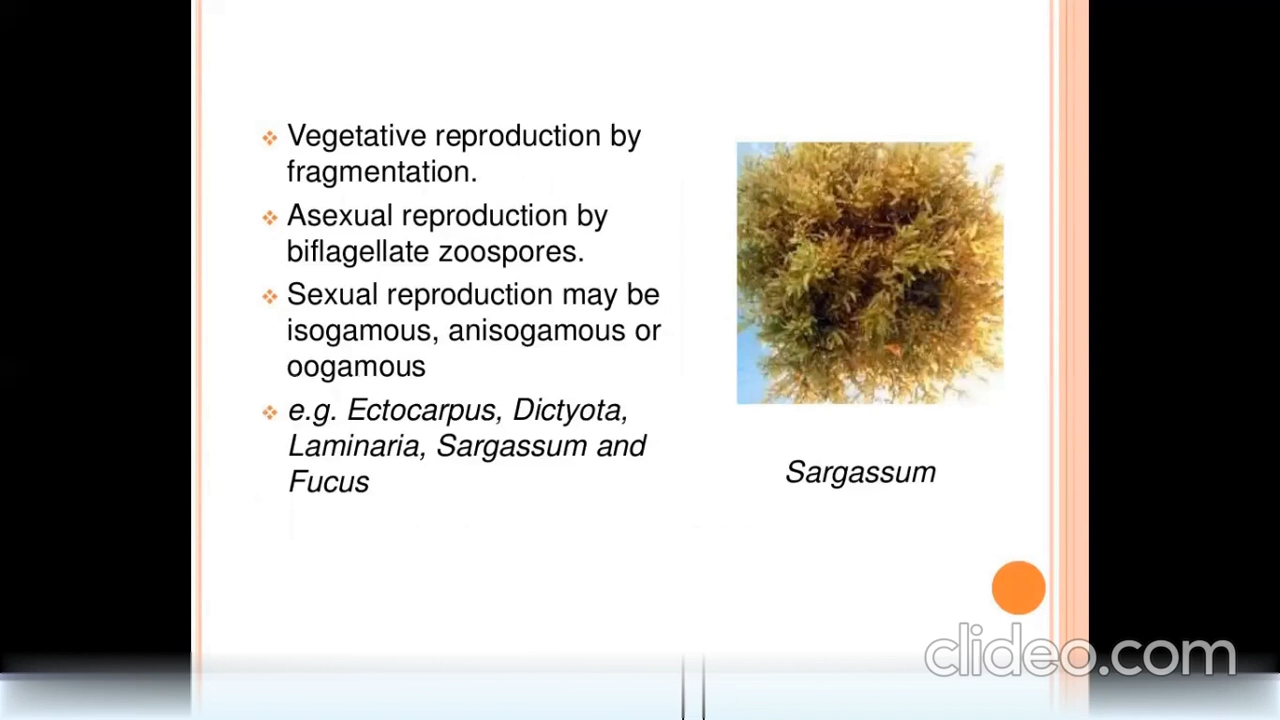 Vegetative reproduction by
fragmentation.
Asexual reproduction by
biflagellate zoospores.
Sexual reproduction may be
isogamous, anisogamous or
oogamous
e.g. Ectocarpus, Dictyota,
Laminaria, Sargassum and
Fucus
Sargassum
clideo.com